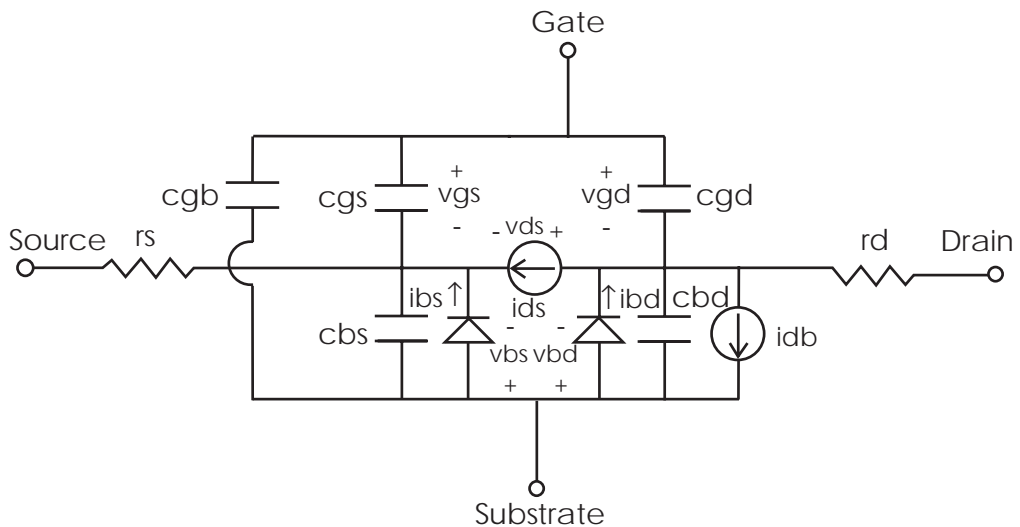 Gate
+ +
cgb cgs vgs vgd cgd
- -
- vds +
Source rs rd Drain
ibs ↑ ids ↑ ibd cbd
cbs - - idb
vbs vbd
+ +
Substrate